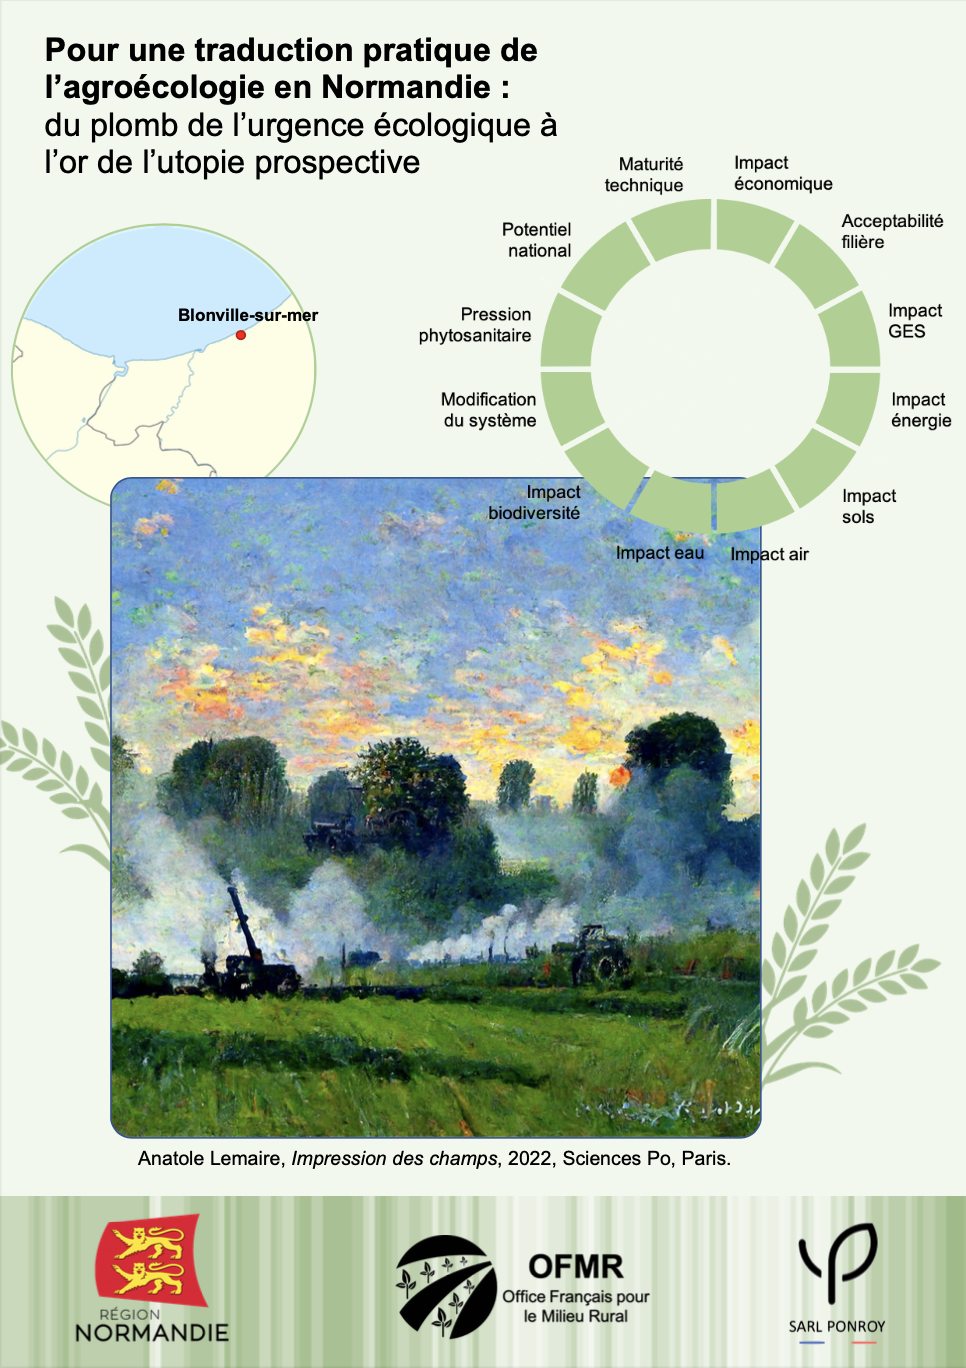 Pour une traduction pratique de
l’agroécologie en Normandie :
du plomb de l’urgence écologique à
l’or de l’utopie prospective
Maturité
technique
Impact
économique
Potentiel
national
Acceptabilité
filière
Blonville-sur-mer
Pression
phytosanitaire
Impact
GES
Modification
du système
Impact
énergie
Impact
biodiversité
Impact
sols
Impact eau
Impact air
Anatole Lemaire, Impression des champs, 2022, Sciences Po, Paris.
RÉGION
NORMANDIE
OFMR
Office Français pour
le Milieu Rural
SARL PONROY